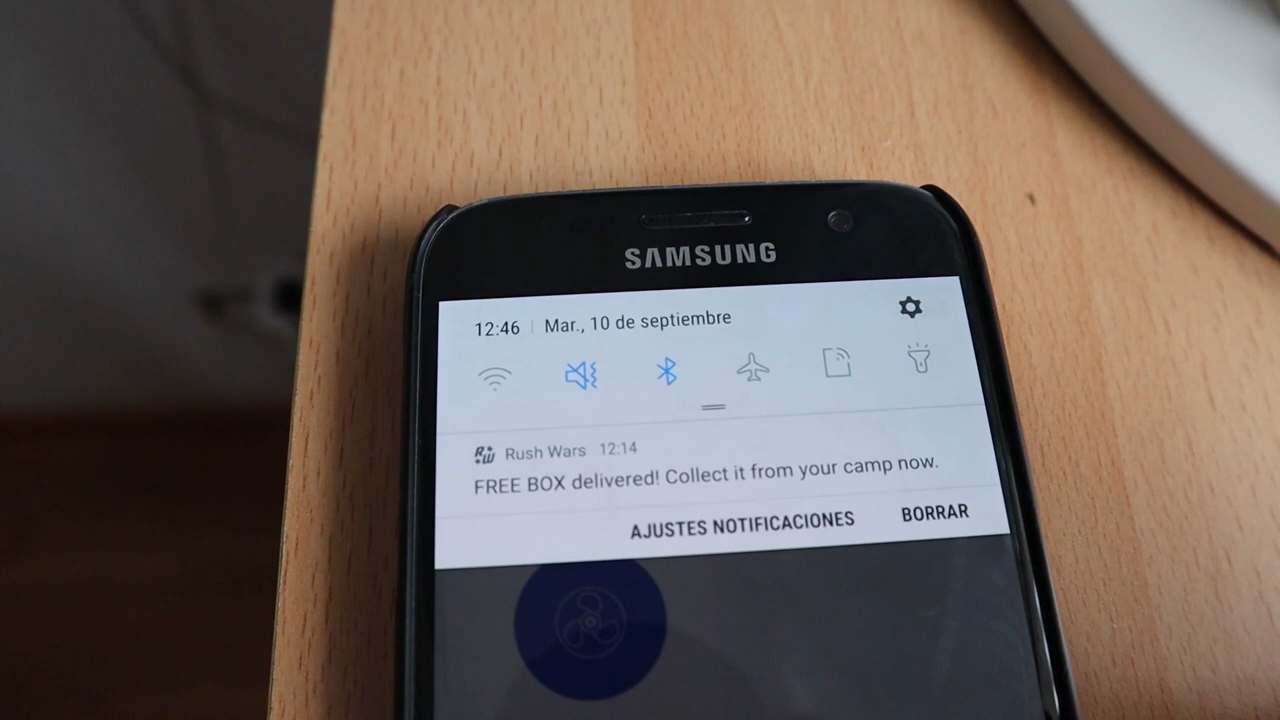 SAMSUNG
12:46 | Mar., 10 de septiembre
RW Rush Wars 12:14
FREE BOX delivered! Collect it from your camp now.
AJUSTES NOTIFICACIONES BORRAR